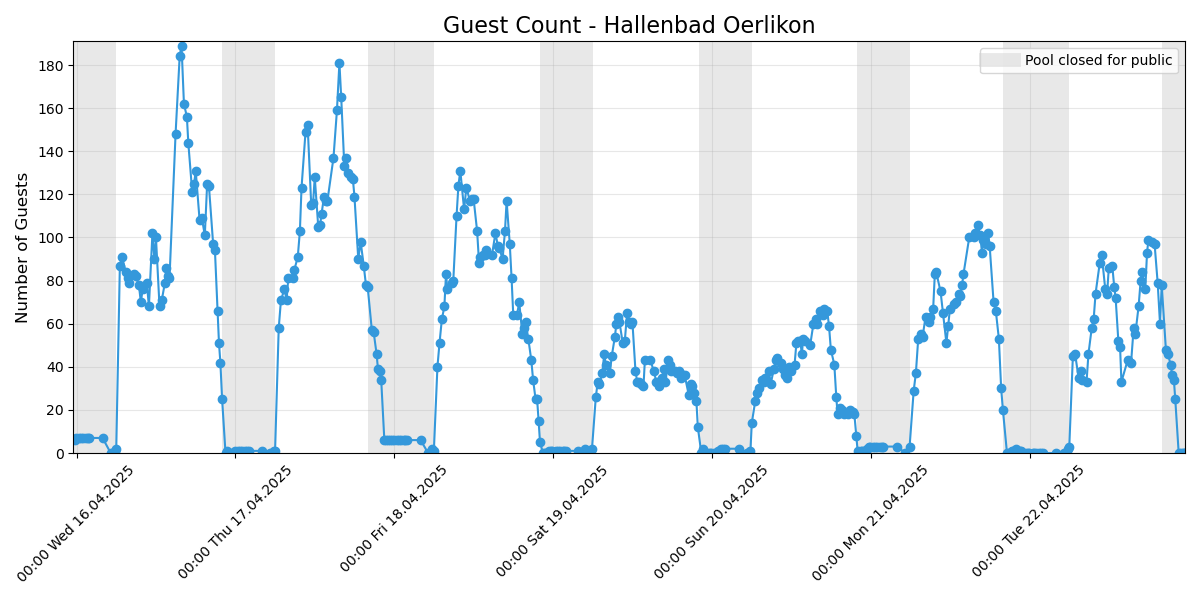 Guest Count - Hallenbad Oerlikon
Pool closed for public
Number of Guests
180
160
140
120
100
80
60
40
20
0
00:00 Wed 16.04.2025
00:00 Thu 17.04.2025
00:00 Fri 18.04.2025
00:00 Sat 19.04.2025
00:00 Sun 20.04.2025
00:00 Mon 21.04.2025
00:00 Tue 22.04.2025